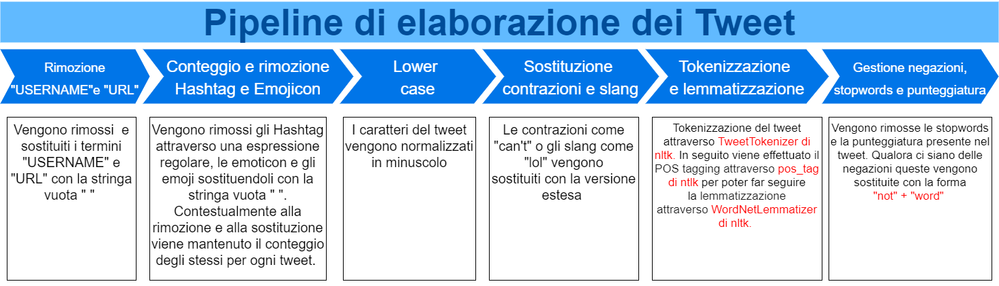 Pipeline di elaborazione dei Tweet
Rimozione
"USERNAME"e "URL"
Conteggio e rimozione
Hashtag e Emojicon
Lower
case
Sostituzione
contrazioni e slang
Tokenizzazione
e lemmatizzazione
Gestione negazioni,
stopwords e punteggiatura
Vengono rimossi e
sostituiti i termini
"USERNAME" e
"URL" con la stringa
vuota " "
Vengono rimossi gli Hashtag
attraverso una espressione
regolare, le emoticon e gli
emoji sostituendoli con la
stringa vuota " ".
Contestualmente alla
rimozione e alla sostituzione
viene mantenuto il conteggio
degli stessi per ogni tweet.
I caratteri del tweet
vengono normalizzati
in minuscolo
Le contrazioni come
"can't" o gli slang come
"lol" vengono
sostituiti con la versione
estesa
Tokenizzazione del tweet
attraverso TweetTokenizer di
nltk. In seguito viene effettuato il
POS tagging attraverso pos_tag
di ntlk per poter far seguire
la lemmatizzazione
attraverso WordNetLemmatizer
di nltk.
Vengono rimosse le stopwords
e la punteggiatura presente nel
tweet. Qualora ci siano delle
negazioni queste vengono
sostituite con la forma
"not" + "word"